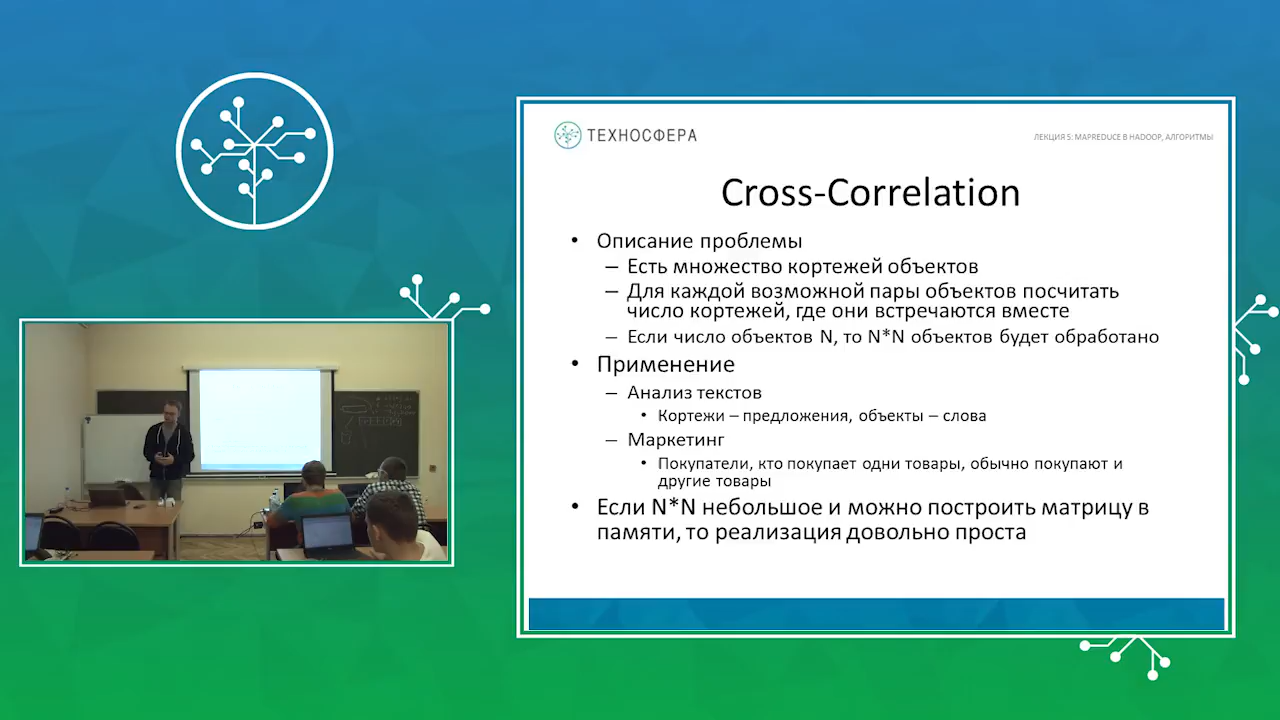 ТЕХНОСФЕРА
ЛЕКЦИЯ 5: MAPREDUCE В HADOOP, АЛГОРИТМЫ
Cross-Correlation
• Описание проблемы
– Есть множество кортежей объектов
– Для каждой возможной пары объектов посчитать
число кортежей, где они встречаются вместе
– Если число объектов N, то N*N объектов будет обработано
• Применение
– Анализ текстов
• Кортежи – предложения, объекты – слова
– Маркетинг
• Покупатели, кто покупает одни товары, обычно покупают и
другие товары
• Если N*N небольшое и можно построить матрицу в
памяти, то реализация довольно проста